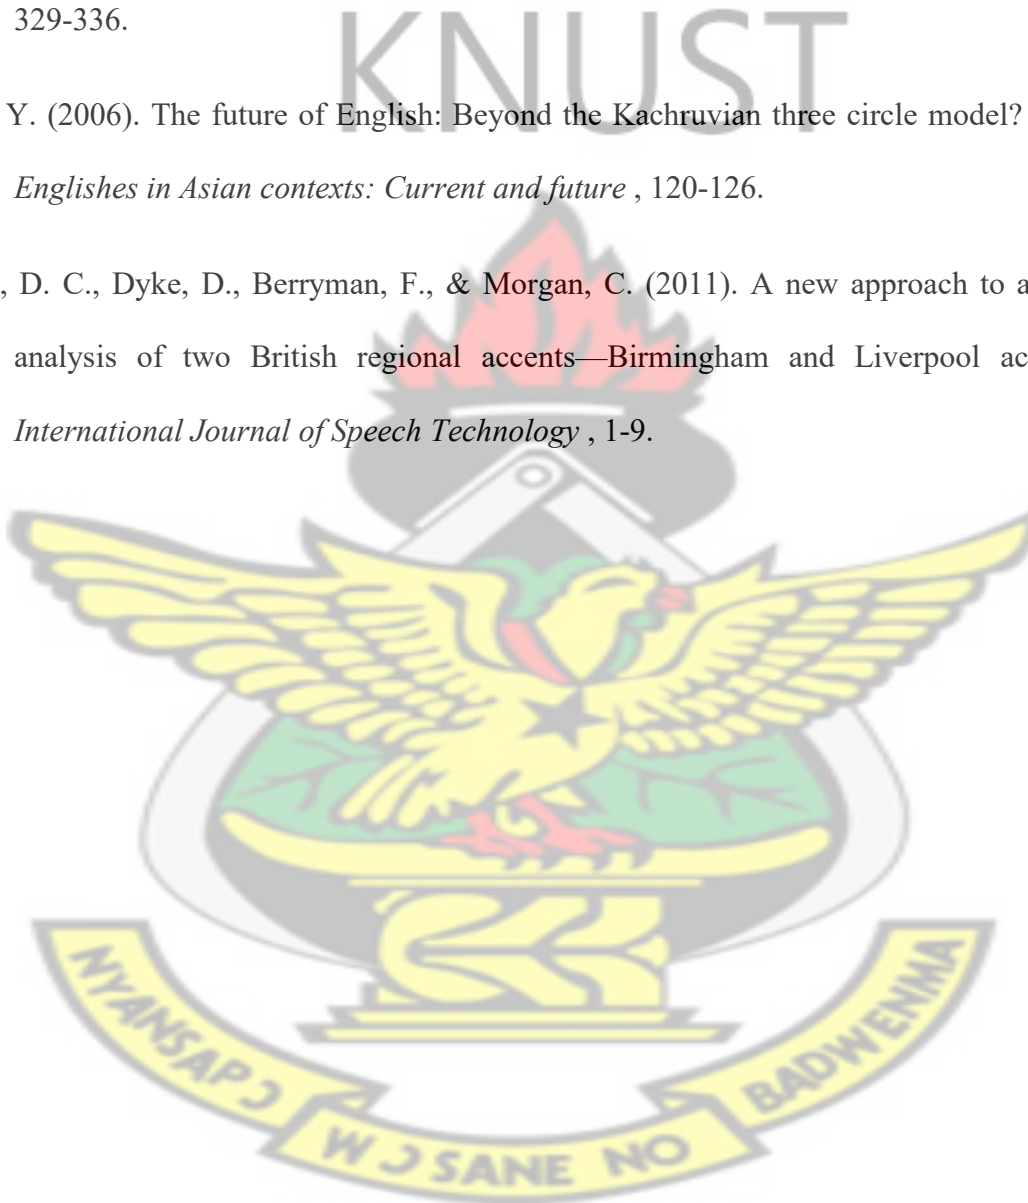 329-336.
KNUST
Y. (2006). The future of English: Beyond the Kachruvian three circle model?
Englishes in Asian contexts: Current and future , 120-126.
, D. C., Dyke, D., Berryman, F., & Morgan, C. (2011). A new approach to a
analysis of two British regional accents—Birmingham and Liverpool ac
International Journal of Speech Technology , 1-9.
NYANSAPƆ
WƆSANE NO
BADWENMA